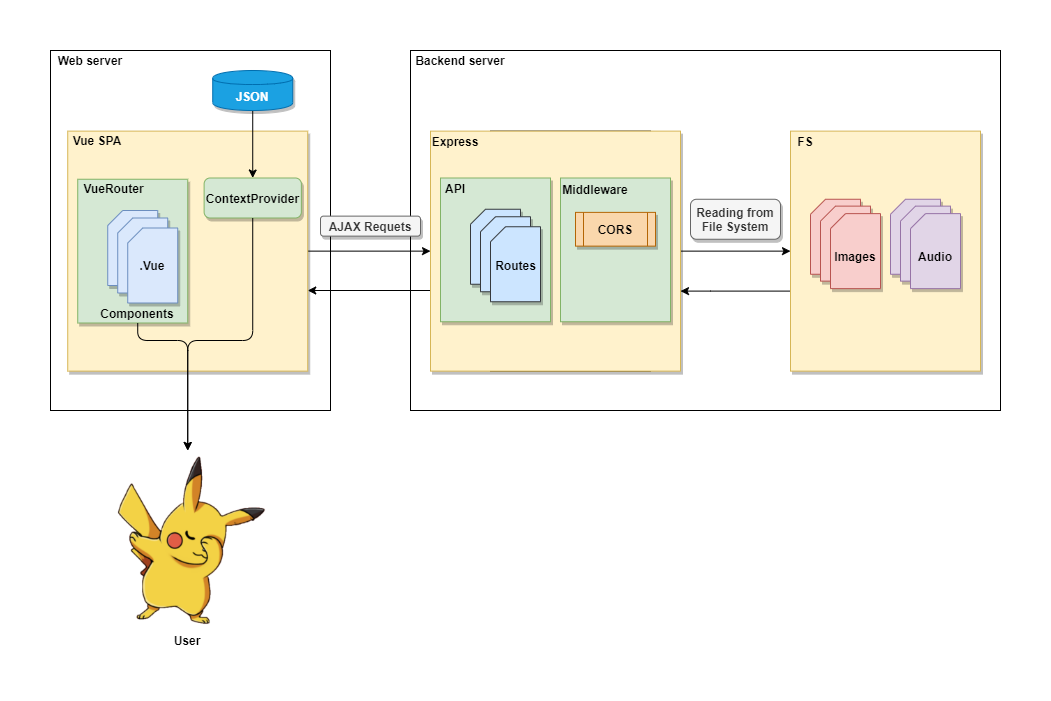 Web server
JSON
Vue SPA
VueRouter
.Vue
Components
ContextProvider
AJAX Requets
Backend server
Express
API
Routes
Middleware
CORS
Reading from
File System
FS
Images
Audio
User